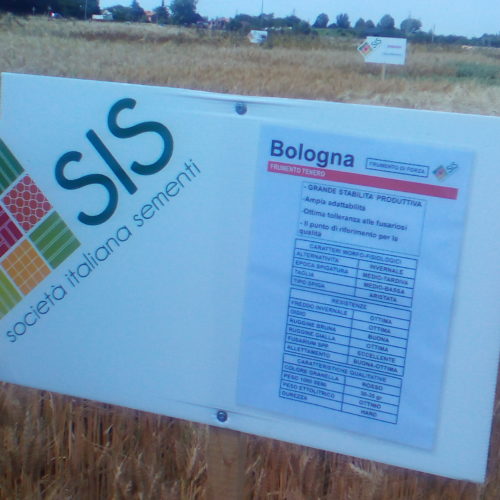 SIS
società italiana sementi
Bologna
FRUMENTO DI FORZA
SIS
FRUMENTO TENERO
- GRANDE STABILITA PRODUTTIVA
-Ampia adattabilità
-Ottima tolleranza alle fusariosi
- Il punto di riferimento per la
qualità
CARATTERI MORFO-FISIOLOGICI
ALTERNATIVITÀ INVERNALE
EPOCA SPIGATURA MEDIO-TARDIVA
TAGLIA MEDIO-BASSA
TIPO SPIGA ARISTATA
RESISTENZE
FREDDO INVERNALE OTTIMA
OIDIO OTTIMA
RUGGINE BRUNA BUONA
RUGGINE GIALLA OTTIMA
FUSARIUM SPP ECCELLENTE
ALLETTAMENTO BUONA-OTTIMA
CARATTERISTICHE QUALITATIVE
COLORE GRANELLA ROSSO
PESO 1000 SEMI gr
PESO ETTOLITRICO OTTIMO
DUREZZA HARD